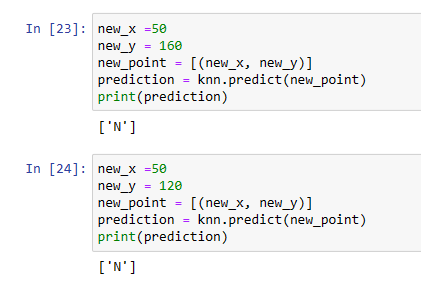 In [23]: new_x =50
new_y = 160
new_point = [(new_x, new_y)]
prediction = knn.predict(new_point)
print(prediction)
['N']
In [24]: new_x =50
new_y = 120
new_point = [(new_x, new_y)]
prediction = knn.predict(new_point)
print(prediction)
['N']